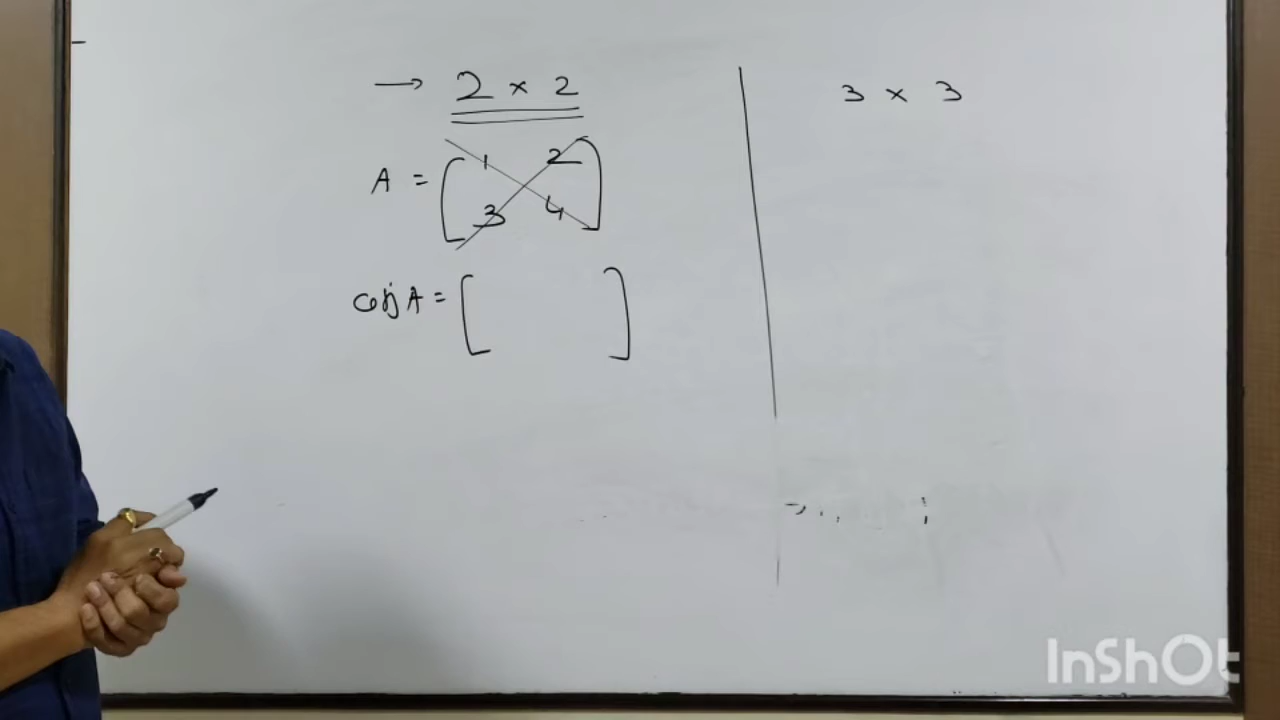 → 2 × 2
A = [1 2
3 4]
adj A = [ ]
3 × 3
InShOt